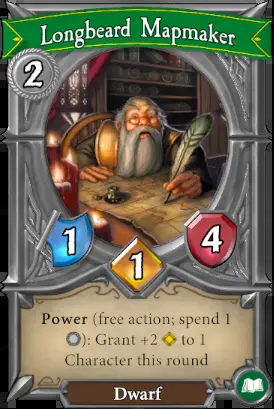 Longbeard Mapmaker
2
1
1
4
Power (free action; spend 1
): Grant +2 to 1
Character this round
Dwarf